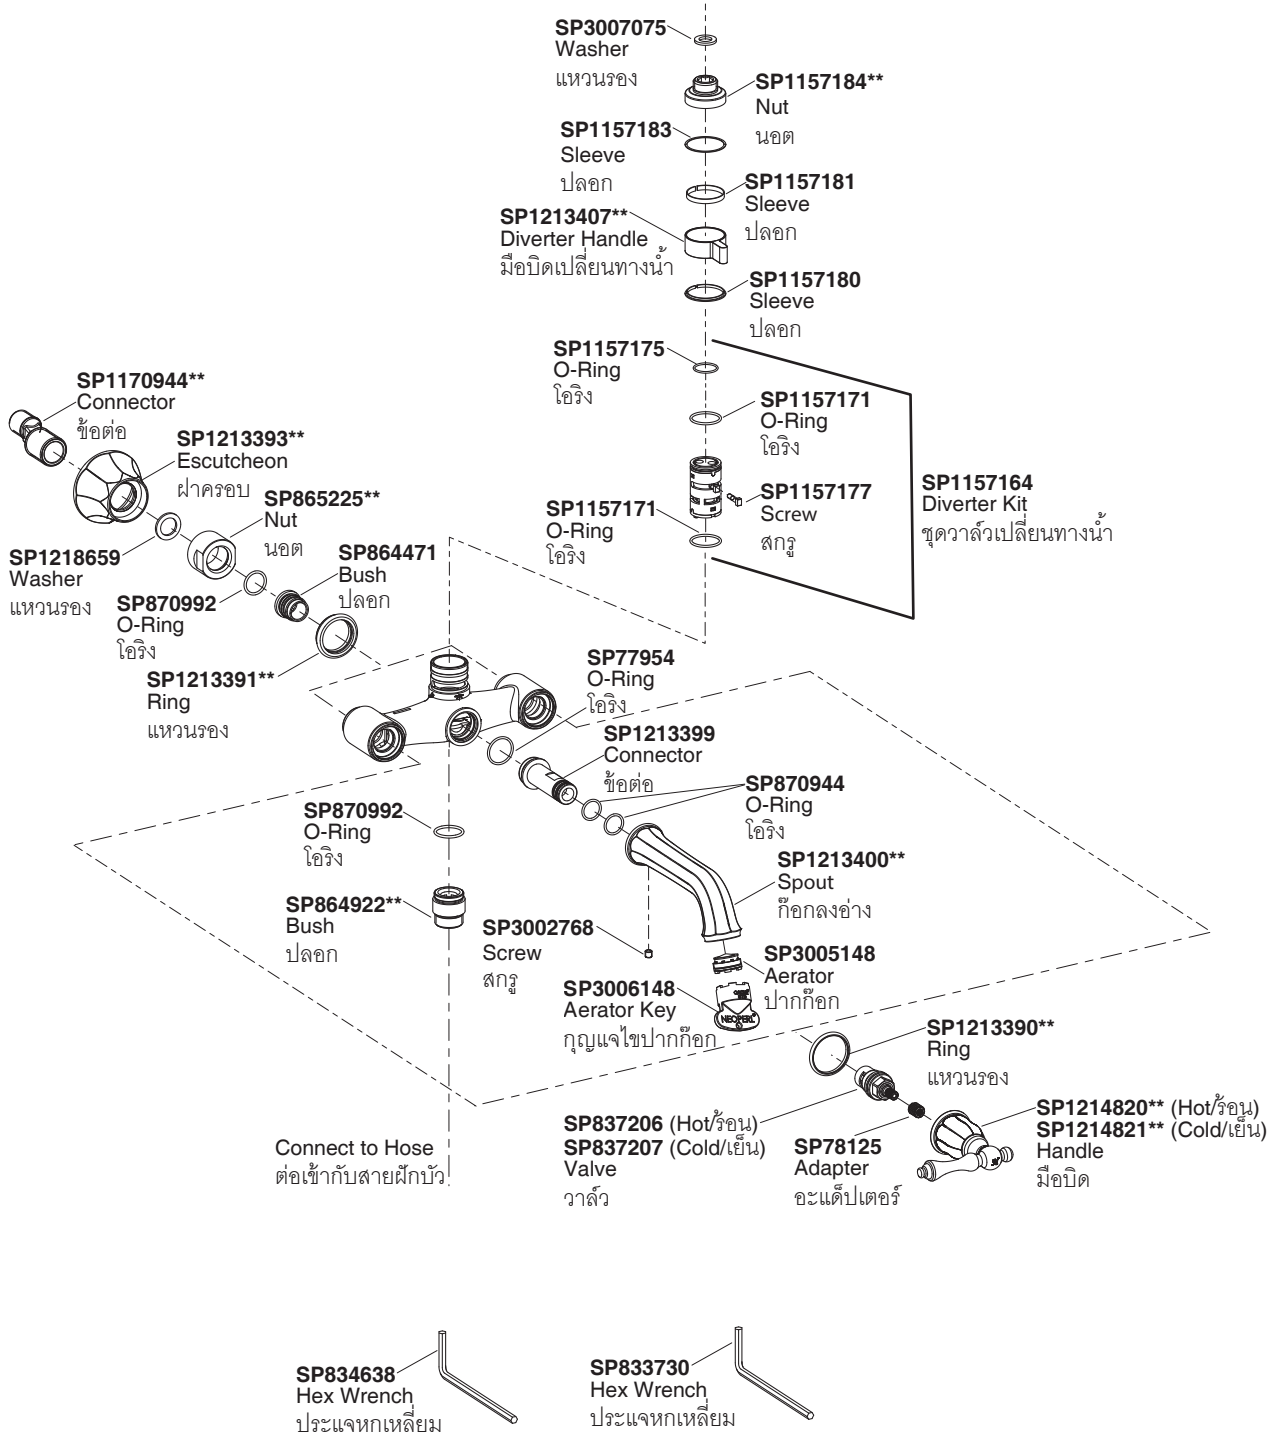 SP3007075
Washer
แหวนรอง
SP1157184**
Nut
นอต
SP1157183
Sleeve
ปลอก
SP1157181
Sleeve
ปลอก
SP1213407**
Diverter Handle
มือบิดเปลี่ยนทางน้ำ
SP1157180
Sleeve
ปลอก
SP1157175
O-Ring
โอริง
SP1157171
O-Ring
โอริง
SP1157164
Diverter Kit
ชุดวาล์วเปลี่ยนทางน้ำ
SP1157177
Screw
สกรู
SP1157171
O-Ring
โอริง
SP1170944**
Connector
ข้อต่อ
SP1213393**
Escutcheon
ฝาครอบ
SP865225**
Nut
นอต
SP1218659
Washer
แหวนรอง
SP864471
Bush
ปลอก
SP870992
O-Ring
โอริง
SP1213391**
Ring
แหวนรอง
SP77954
O-Ring
โอริง
SP1213399
Connector
ข้อต่อ
SP870944
O-Ring
โอริง
SP870992
O-Ring
โอริง
SP1213400**
Spout
ก๊อกลงอ่าง
SP864922**
Bush
ปลอก
SP3002768
Screw
สกรู
SP3005148
Aerator
ปากก๊อก
SP3006148
Aerator Key
กุญแจไขปากก๊อก
NEOPERL
SP1213390**
Ring
แหวนรอง
SP837206 (Hot/ร้อน)
SP837207 (Cold/เย็น)
Valve
วาล์ว
SP78125
Adapter
อะแด็ปเตอร์
SP1214820** (Hot/ร้อน)
SP1214821** (Cold/เย็น)
Handle
มือบิด
Connect to Hose
ต่อเข้ากับสายฝักบัว
SP834638
Hex Wrench
ประแจหกเหลี่ยม
SP833730
Hex Wrench
ประแจหกเหลี่ยม